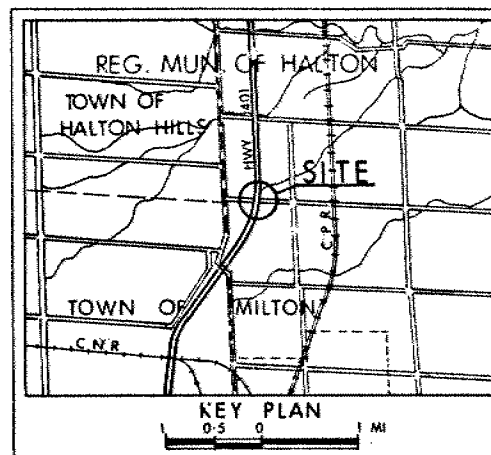 REG. MUN. OF HALTON
TOWN OF
HALTON HILLS
HWY 401
SITE
C.P.R
TOWN OF MILTON
C.N.R
KEY PLAN
1 0.5 0 1 MI